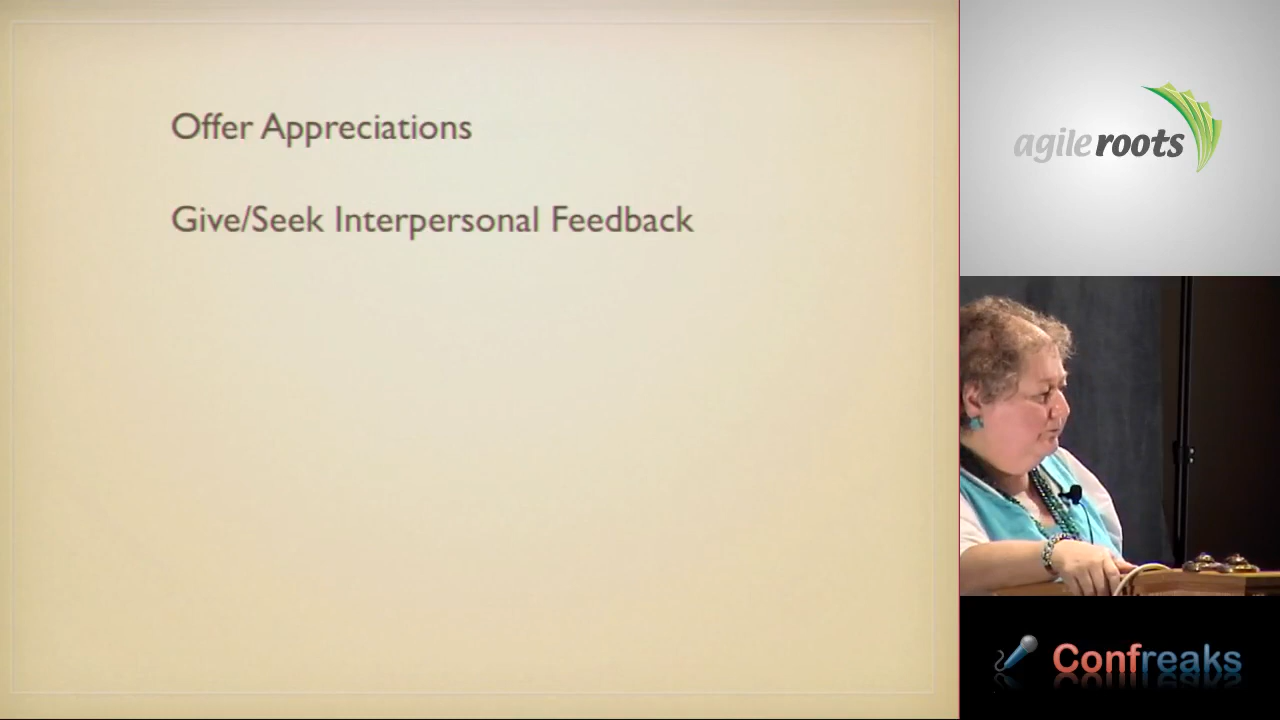 Offer Appreciations
Give/Seek Interpersonal Feedback
agileroots
Confreaks